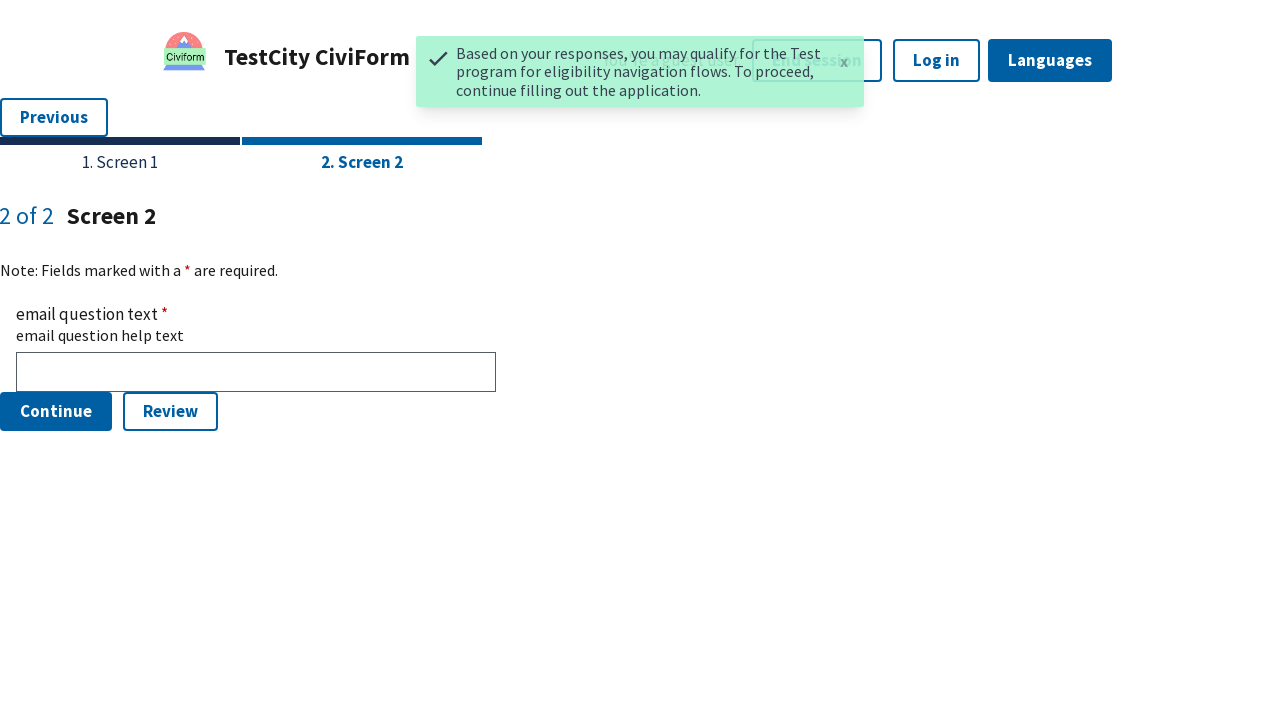 Civiform
TestCity CiviForm
Based on your responses, you may qualify for the Test
program for eligibility navigation flows. To proceed,
continue filling out the application.
x
End session
Log in
Languages
Previous
1. Screen 1
2. Screen 2
2 of 2 Screen 2
Note: Fields marked with a * are required.
email question text *
email question help text
Continue
Review